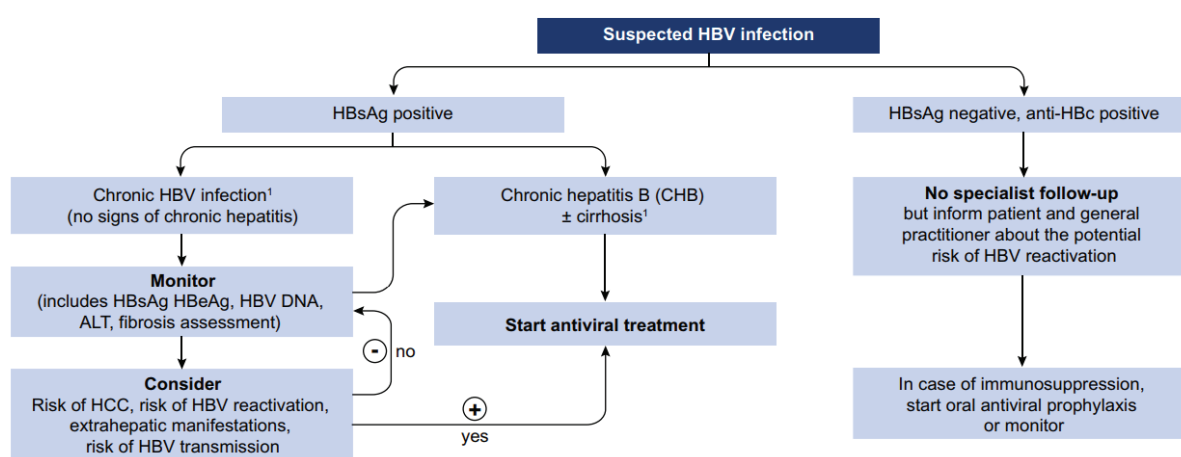 Suspected HBV infection
HBsAg positive
HBsAg negative, anti-HBc positive
Chronic HBV infection¹
(no signs of chronic hepatitis)
Chronic hepatitis B (CHB)
± cirrhosis¹
No specialist follow-up
but inform patient and general
practitioner about the potential
risk of HBV reactivation
Monitor
(includes HBsAg HBeAg, HBV DNA,
ALT, fibrosis assessment)
Start antiviral treatment
- no
Consider
Risk of HCC, risk of HBV reactivation,
extrahepatic manifestations,
risk of HBV transmission
+
yes
In case of immunosuppression,
start oral antiviral prophylaxis
or monitor